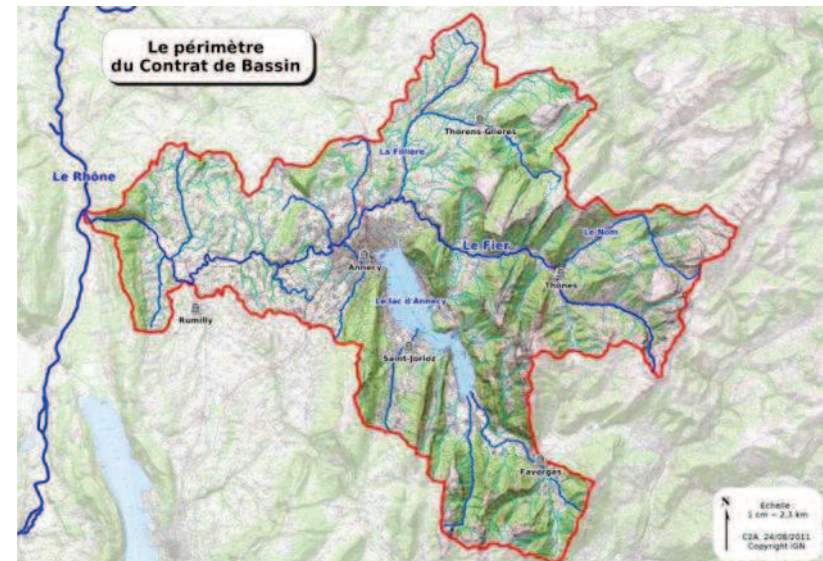 Le périmètre
du Contrat de Bassin
Thorens-Glières
La Fillière
Le Rhône
Le Nom
Le Fier
Annecy
Thônes
Le lac d'Annecy
Rumilly
Saint-Jorioz
Faverges
N
Echelle :
1 cm = 2,3 km
C2A, 24/08/2011
Copyright IGN